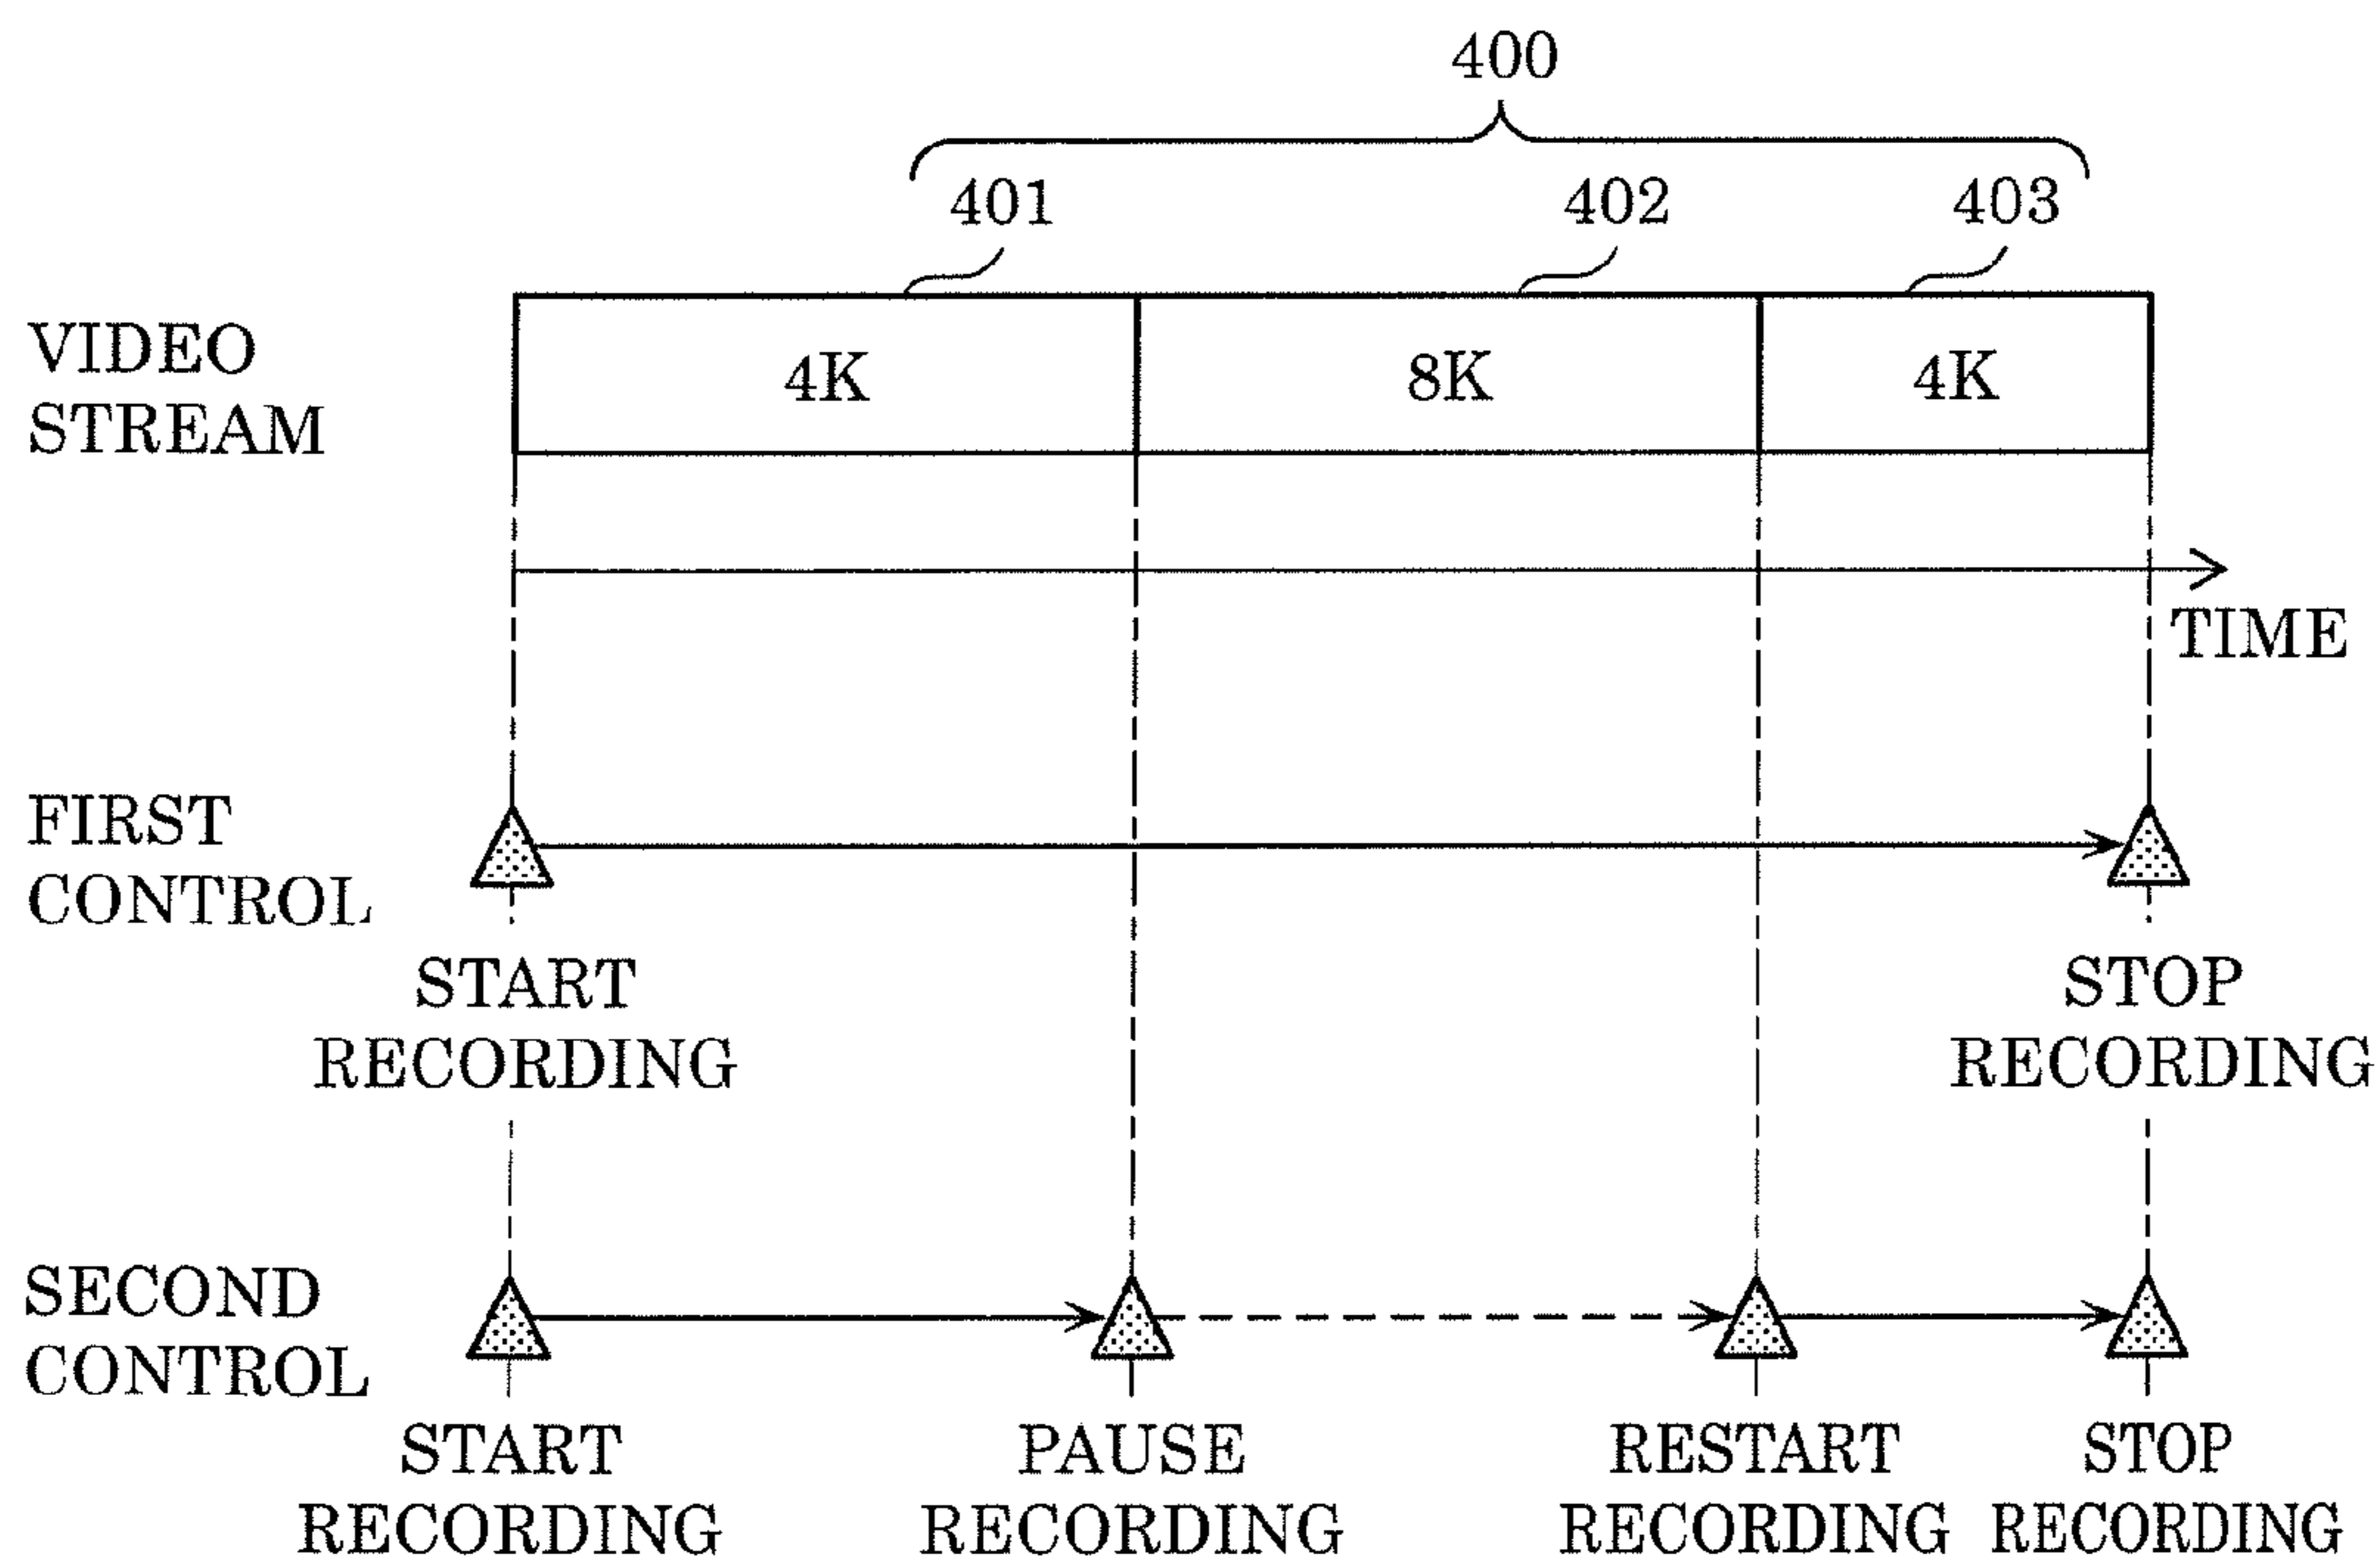 400
401
402
403
VIDEO
STREAM
4K
8K
4K
TIME
FIRST
CONTROL
START
RECORDING
STOP
RECORDING
SECOND
CONTROL
START
RECORDING
PAUSE
RECORDING
RESTART
RECORDING
STOP
RECORDING